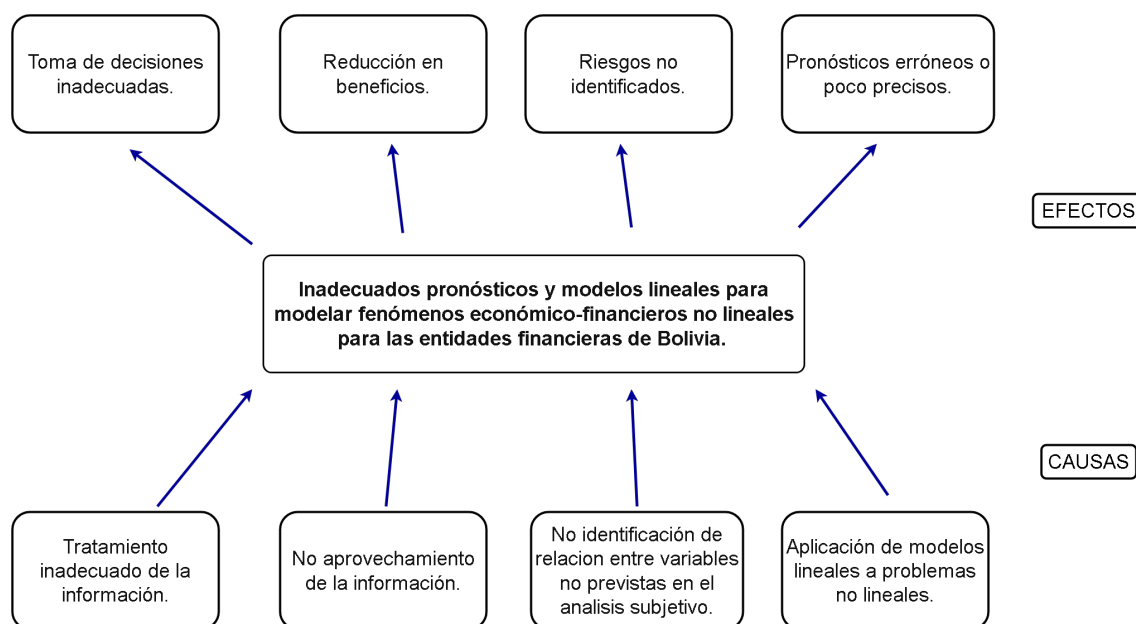 Toma de decisiones
inadecuadas.
Reducción en
beneficios.
Riesgos no
identificados.
Pronósticos erróneos o
poco precisos.
EFECTOS
Inadecuados pronósticos y modelos lineales para
modelar fenómenos económico-financieros no lineales
para las entidades financieras de Bolivia.
CAUSAS
Tratamiento
inadecuado de la
información.
No aprovechamiento
de la información.
No identificación de
relacion entre variables
no previstas en el
analisis subjetivo.
Aplicación de modelos
lineales a problemas
no lineales.